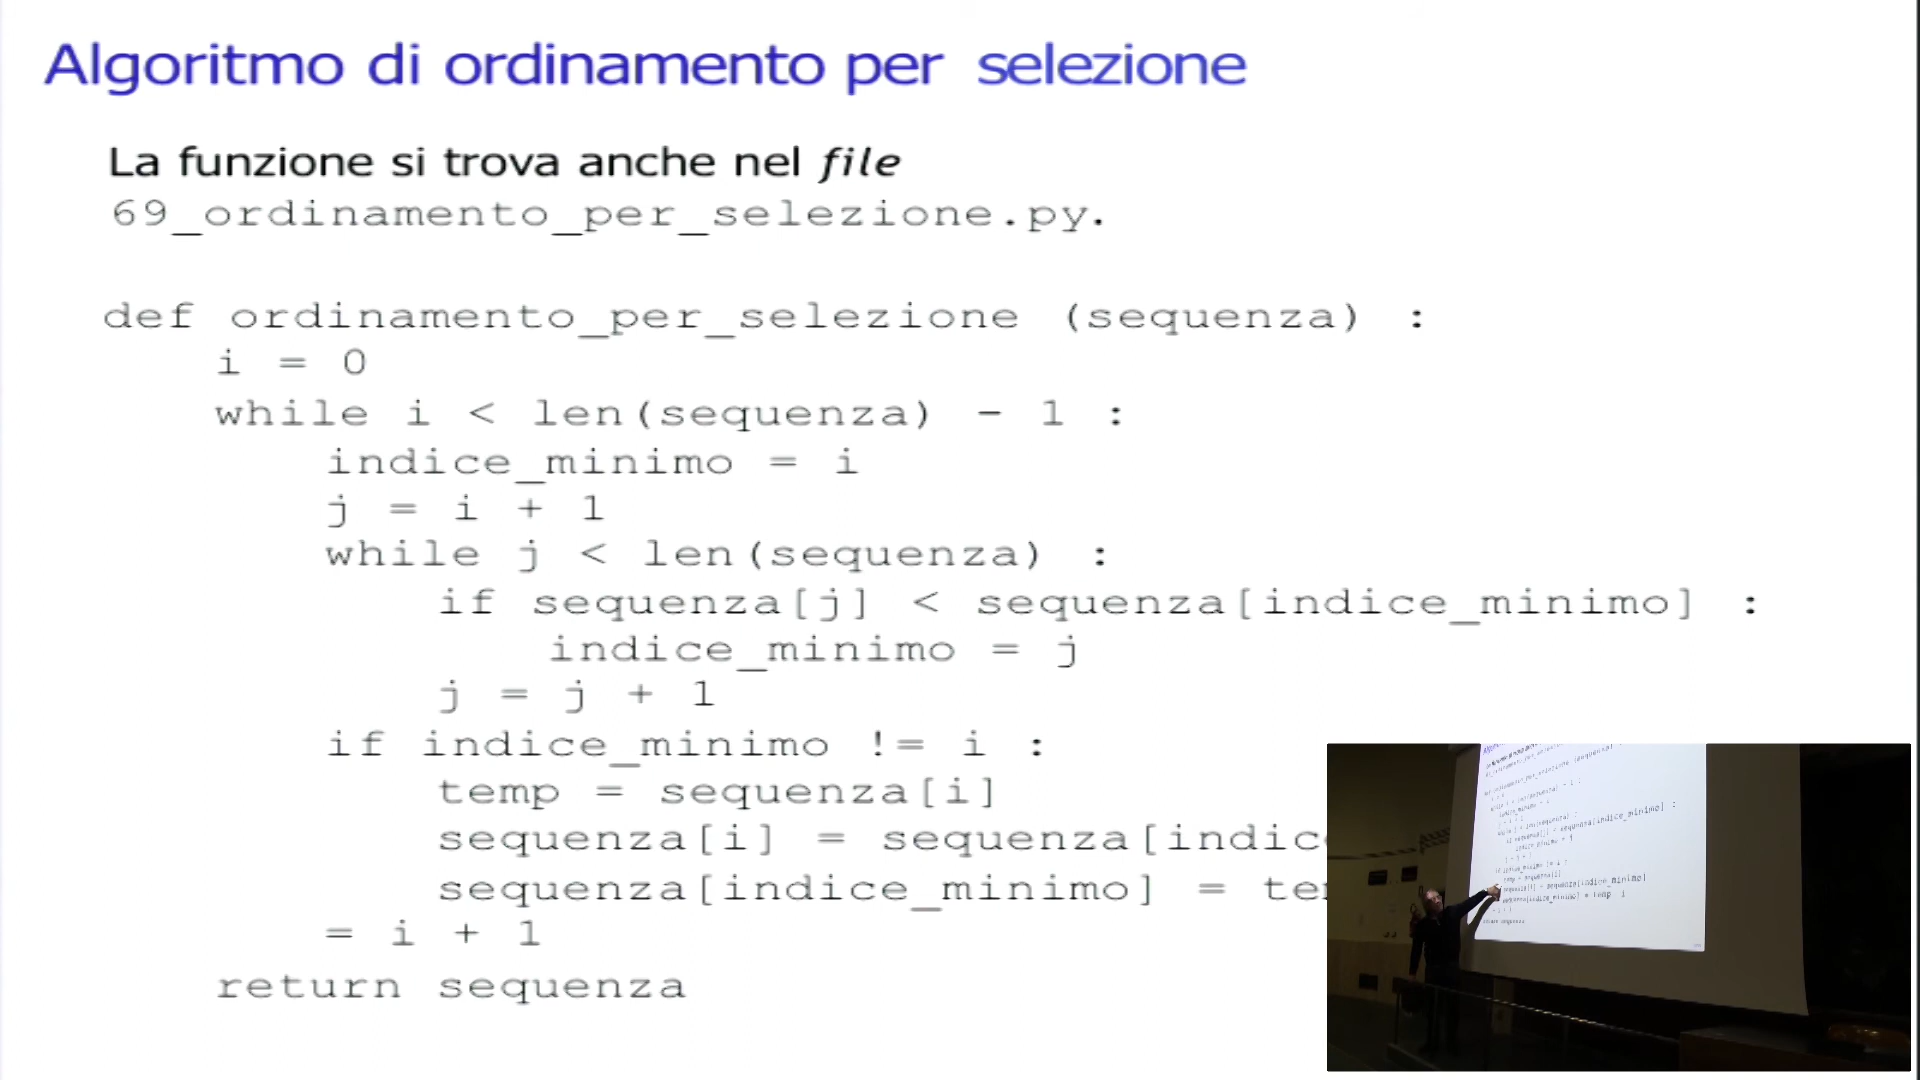 Algoritmo di ordinamento per selezione
La funzione si trova anche nel file
69_ordinamento_per_selezione.py.
def ordinamento_per_selezione (sequenza) :
i = 0
while i < len(sequenza) - 1 :
indice_minimo = i
j = i + 1
while j < len(sequenza) :
if sequenza[j] < sequenza[indice_minimo] :
indice_minimo = j
j = j + 1
if indice_minimo != i :
temp = sequenza[i]
sequenza[i] = sequenza[indic
sequenza[indice_minimo] = te
= i + 1
return sequenza